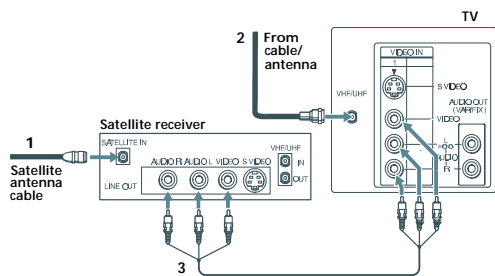 TV
2 From
cable/
antenna
VIDEO IN
1
S VIDEO
VHF/UHF
AUDIO OUT
(VAR/FIX)
VIDEO
L
AUDIO
R
Satellite receiver
1
Satellite
antenna
cable
SATELLITE IN
VHF/UHF
AUDIO R AUDIO L VIDEO S VIDEO
IN
LINE OUT
OUT
3